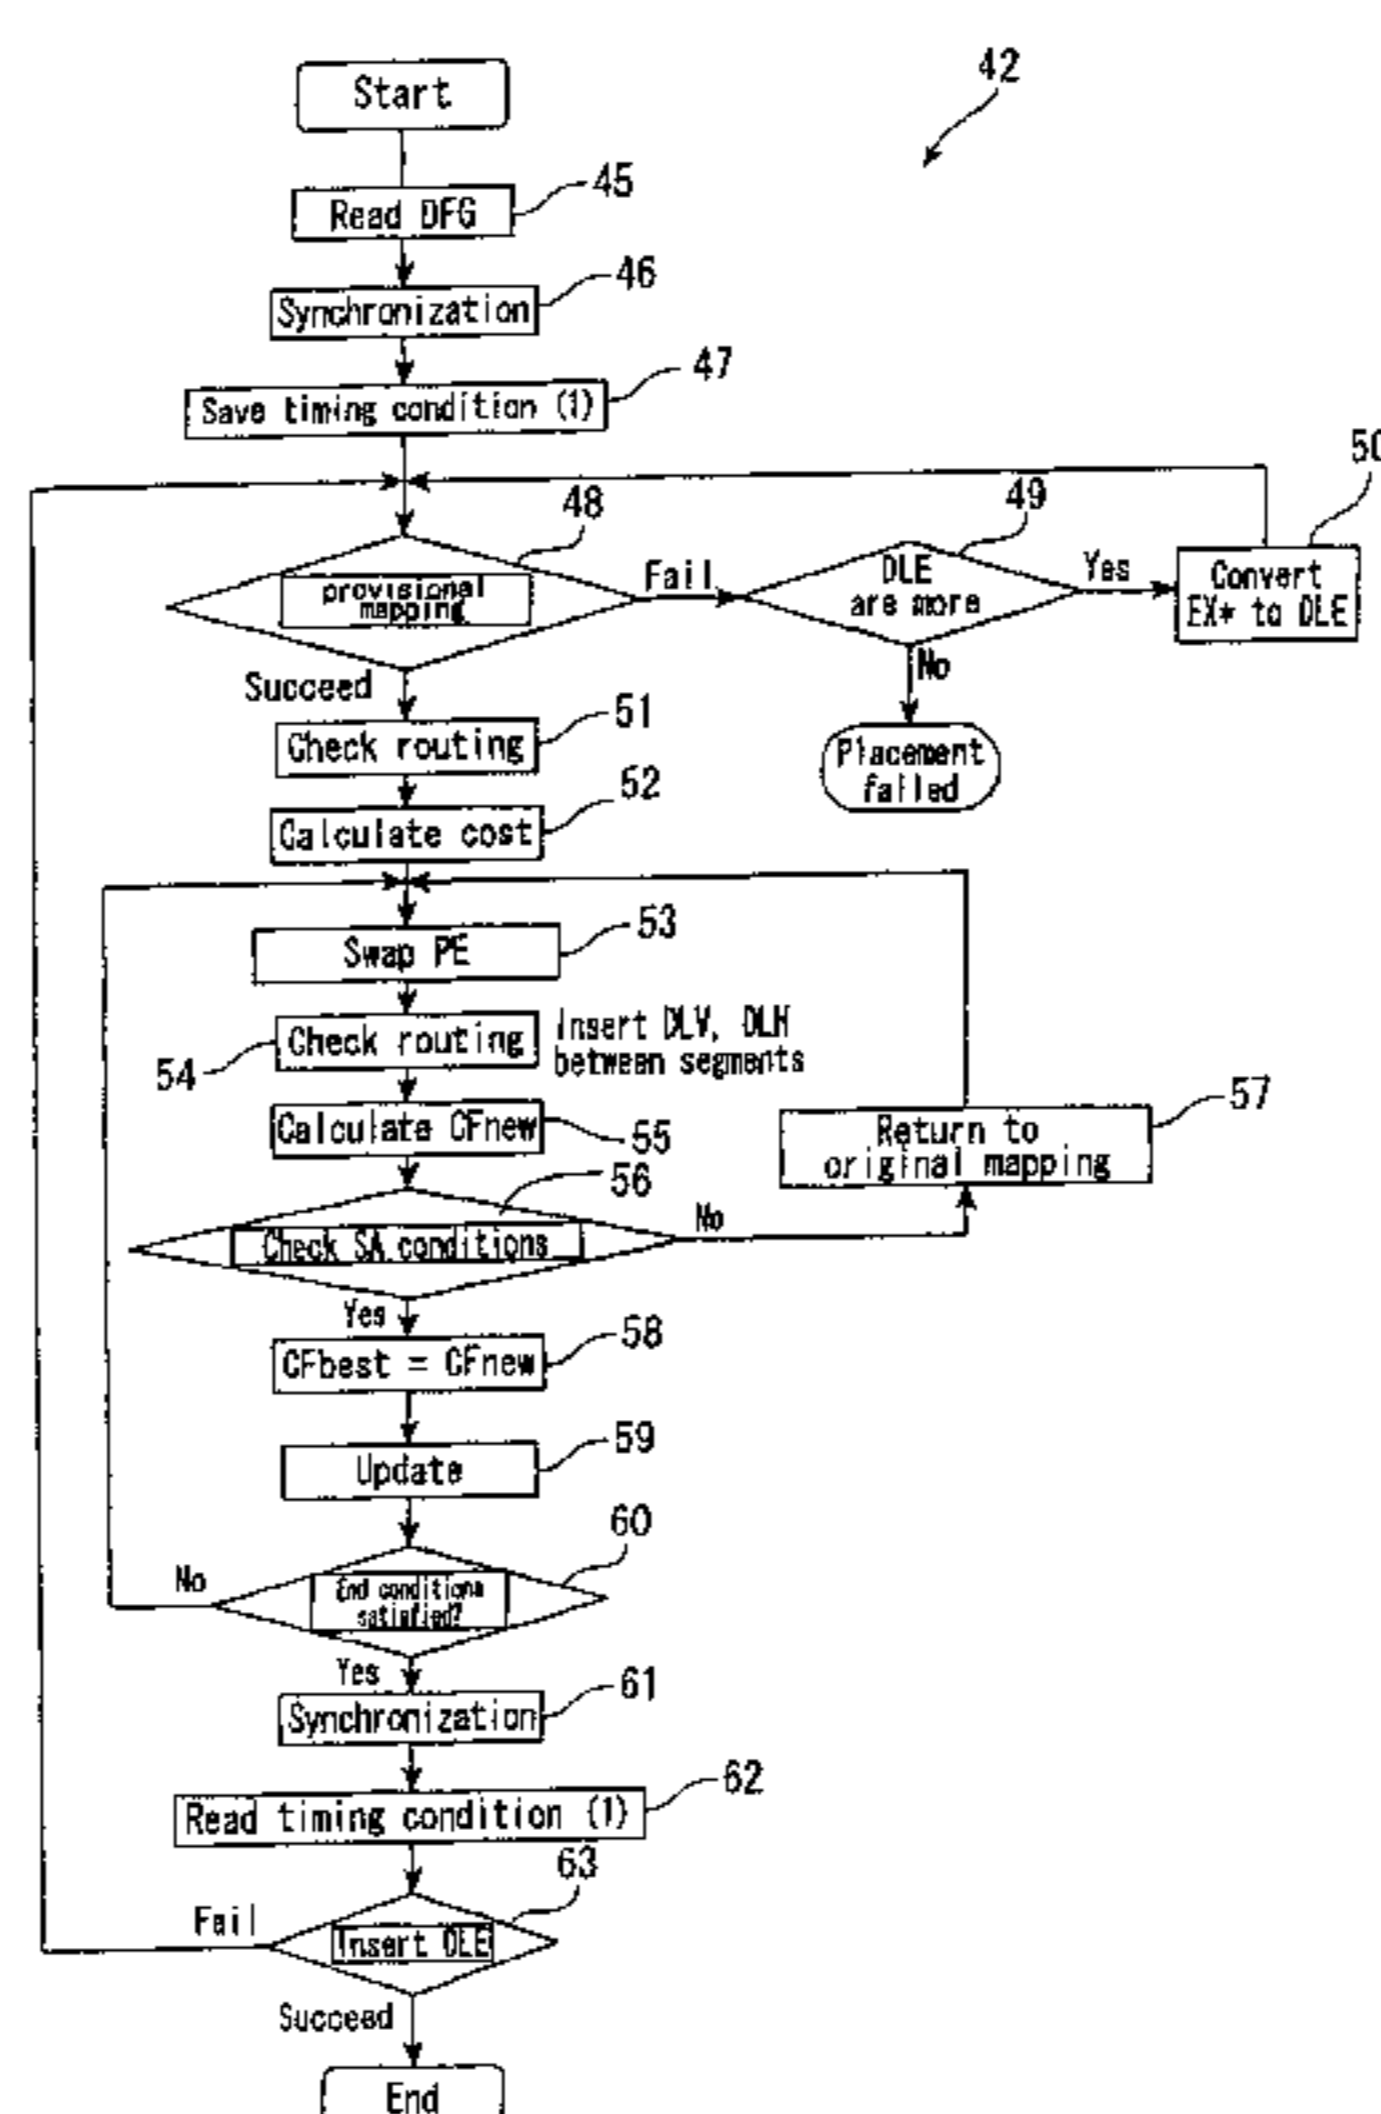 42
Start
45
Read DFG
46
Synchronization
47
Save timing condition (1)
50
48
49
provisional
mapping
Fail
DLE
are more
Yes
Convert
EX* to DLE
No
Succeed
Placement
failed
51
Check routing
52
Calculate cost
53
Swap PE
54
Check routing
Insert DLV, DLH
between segments
Calculate CFnew
55
57
Return to
original mapping
56
Check SA conditions
No
Yes
58
CFbest = CFnew
59
Update
60
No
End conditions
satisfied?
Yes
61
Synchronization
62
Read timing condition (1)
63
Fail
Insert DLE
Succeed
End